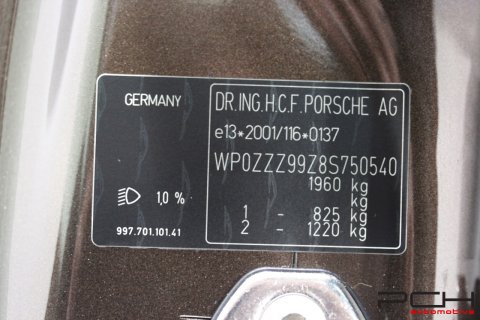 GERMANY
DR.ING.H.C.F.PORSCHE AG
e13*2001/116*0137
WP0ZZZ99Z8S750540
1960 kg
kg
1 - 825 kg
2 - 1220 kg
1,0 %
997.701.101.41
PCH
automobile